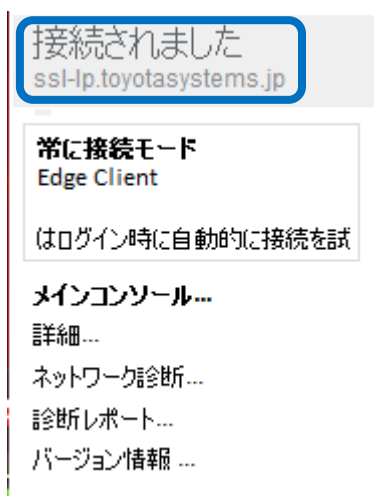 接続されました
ssl-lp.toyotasystems.jp
常に接続モード
Edge Client
はログイン時に自動的に接続を試
メインコンソール...
詳細...
ネットワーク診断...
診断レポート...
バージョン情報 ...